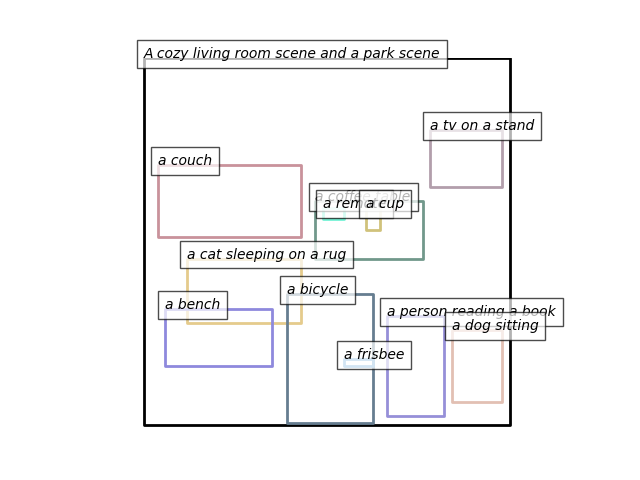 A cozy living room scene and a park scene
a tv on a stand
a couch
a coffee table
a remote
a cup
a cat sleeping on a rug
a bicycle
a bench
a person reading a book
a dog sitting
a frisbee